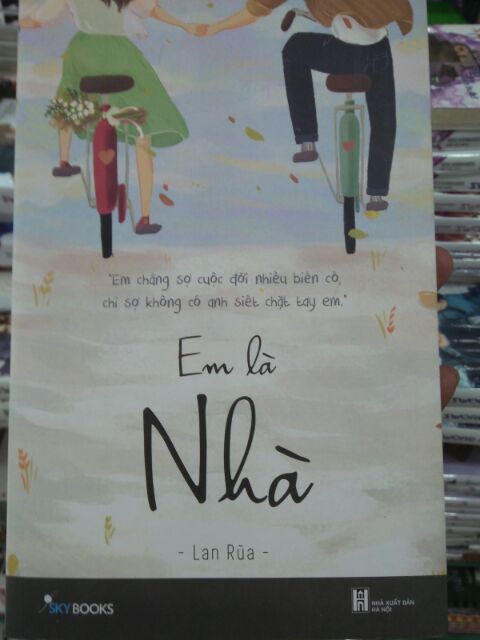 "Em chẳng sợ cuộc đời nhiều biến cố,
chỉ sợ không có anh siết chặt tay em."
Em là
Nhà
- Lan Rùa -
SKYBOOKS
NHÀ XUẤT BẢN
HÀ NỘI